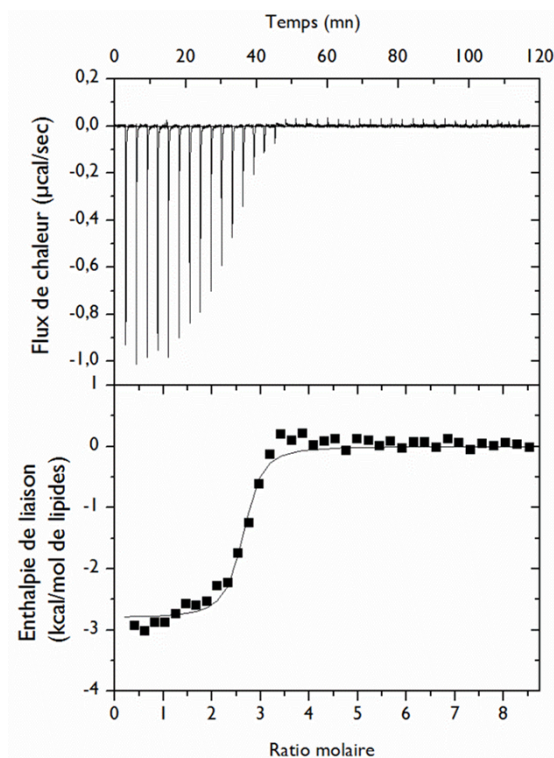 Temps (mn)
0 20 40 60 80 100 120
0,2
0,0
-0,2
-0,4
-0,6
-0,8
-1,0
Flux de chaleur (µcal/sec)
1
0
-1
-2
-3
-4
Enthalpie de liaison
(kcal/mol de lipides)
0 1 2 3 4 5 6 7 8
Ratio molaire